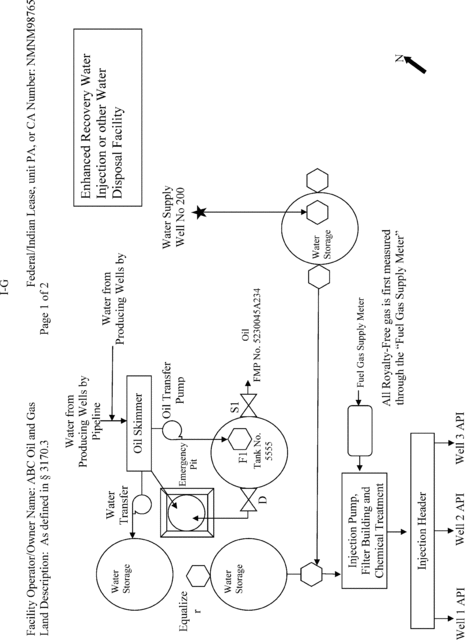 I-G
Facility Operator/Owner Name: ABC Oil and Gas
Federal/Indian Lease, unit PA, or CA Number: NMNM98765
Land Description: As defined in § 3170.3
Page 1 of 2
Enhanced Recovery Water
Injection or other Water
Disposal Facility
N
Water from
Producing Wells by
Pipeline
Water from
Producing Wells by
Water Supply
Well No 200
Oil Skimmer
Water
Transfer
Oil Transfer
Pump
Water
Storage
Emergency
Pit
F1
Tank No.
5555
S1
D
Oil
FMP No. 5230045A234
Water
Storage
Equalize
r
Water
Storage
Fuel Gas Supply Meter
All Royalty-Free gas is first measured
through the “Fuel Gas Supply Meter”
Injection Pump,
Filter Building and
Chemical Treatment
Injection Header
Well 1 API
Well 2 API
Well 3 API